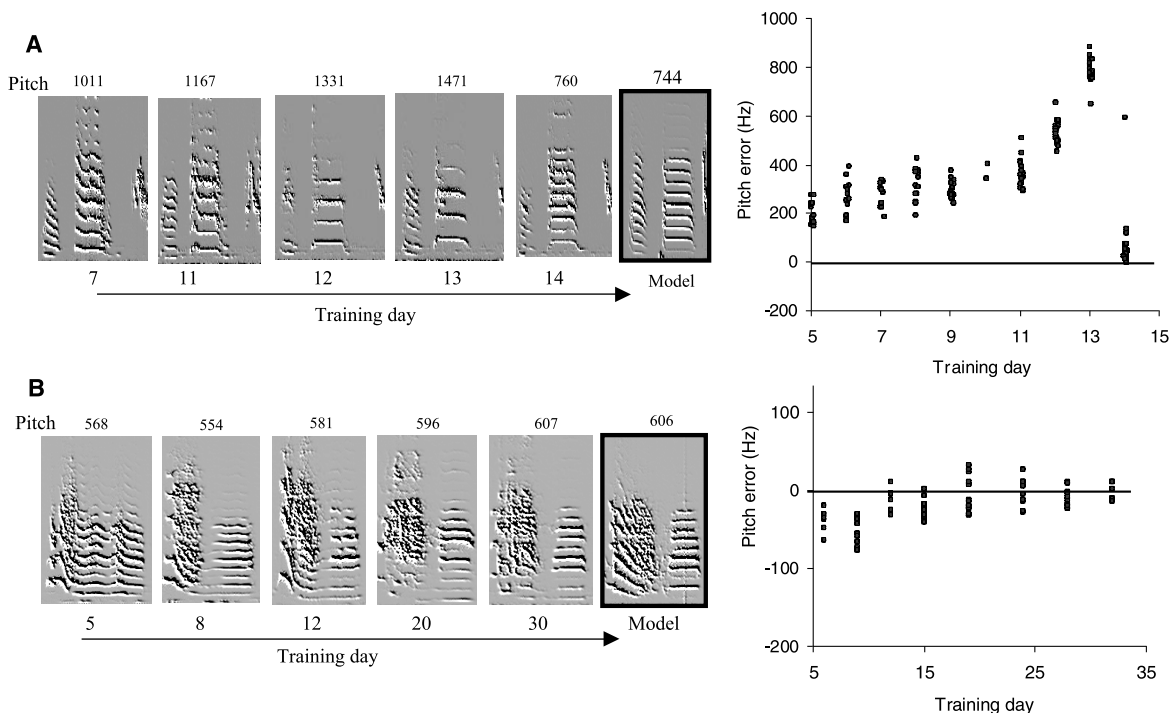 A
Pitch 1011 1167 1331 1471 760 744
7 11 12 13 14 Model
Training day
1000
800
600
400
200
0
-200
Pitch error (Hz)
5 7 9 11 13 15
Training day
B
Pitch 568 554 581 596 607 606
5 8 12 20 30 Model
Training day
100
0
-100
-200
Pitch error (Hz)
5 15 25 35
Training day